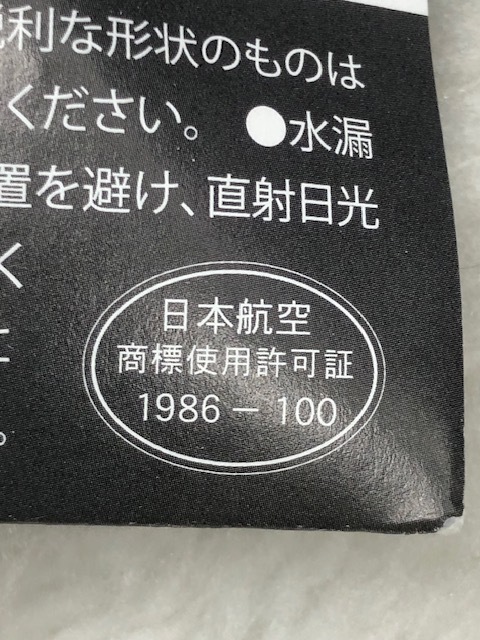 利な形状のものは
ください。 ●水漏
置を避け、直射日光
く
。
日本航空
商標使用許可証
1986 − 100